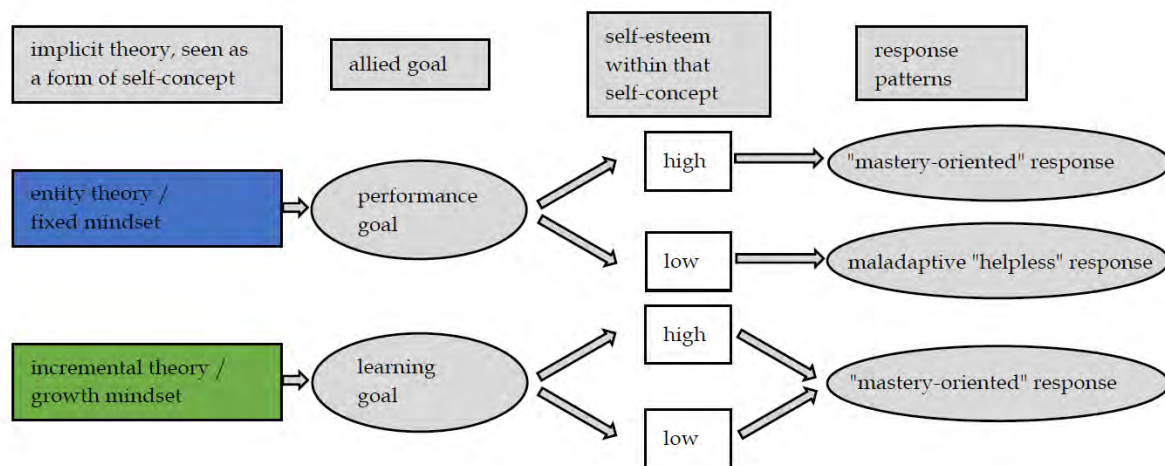 implicit theory, seen as
a form of self-concept
allied goal
self-esteem
within that
self-concept
response
patterns
entity theory /
fixed mindset
performance
goal
high
"mastery-oriented" response
low
maladaptive "helpless" response
incremental theory /
growth mindset
learning
goal
high
low
"mastery-oriented" response